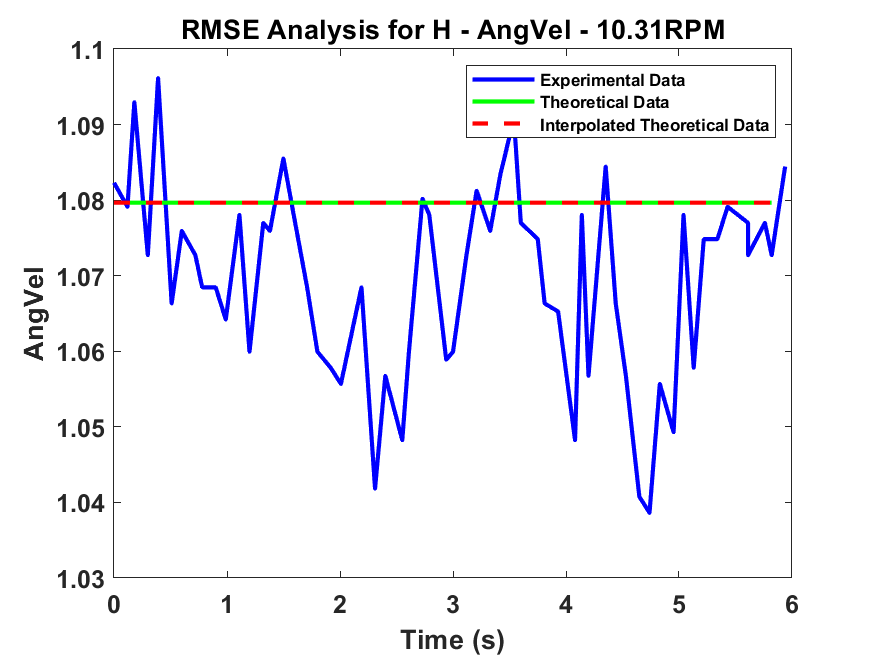 RMSE Analysis for H - AngVel - 10.31RPM
1.1
1.09
1.08
1.07
1.06
1.05
1.04
1.03
AngVel
Experimental Data
Theoretical Data
Interpolated Theoretical Data
0 1 2 3 4 5 6
Time (s)